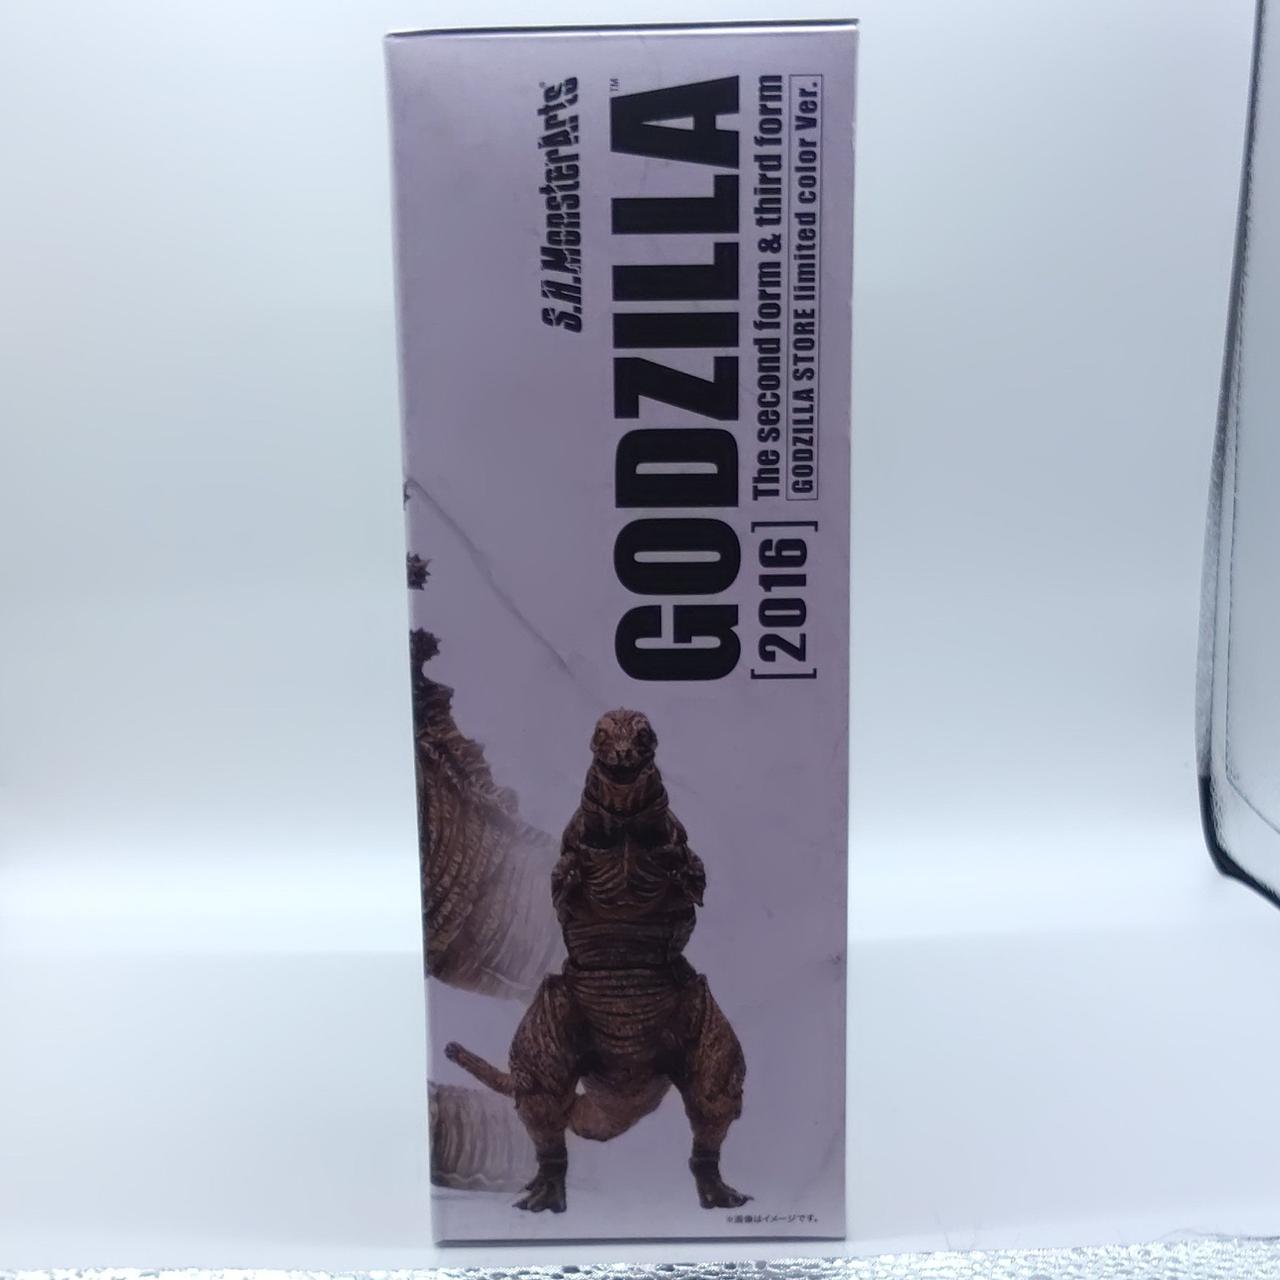 S.H.MonsterArts
GODZILLA™
[2016] The second form & third form
GODZILLA STORE limited color Ver.
※画像はイメージです。